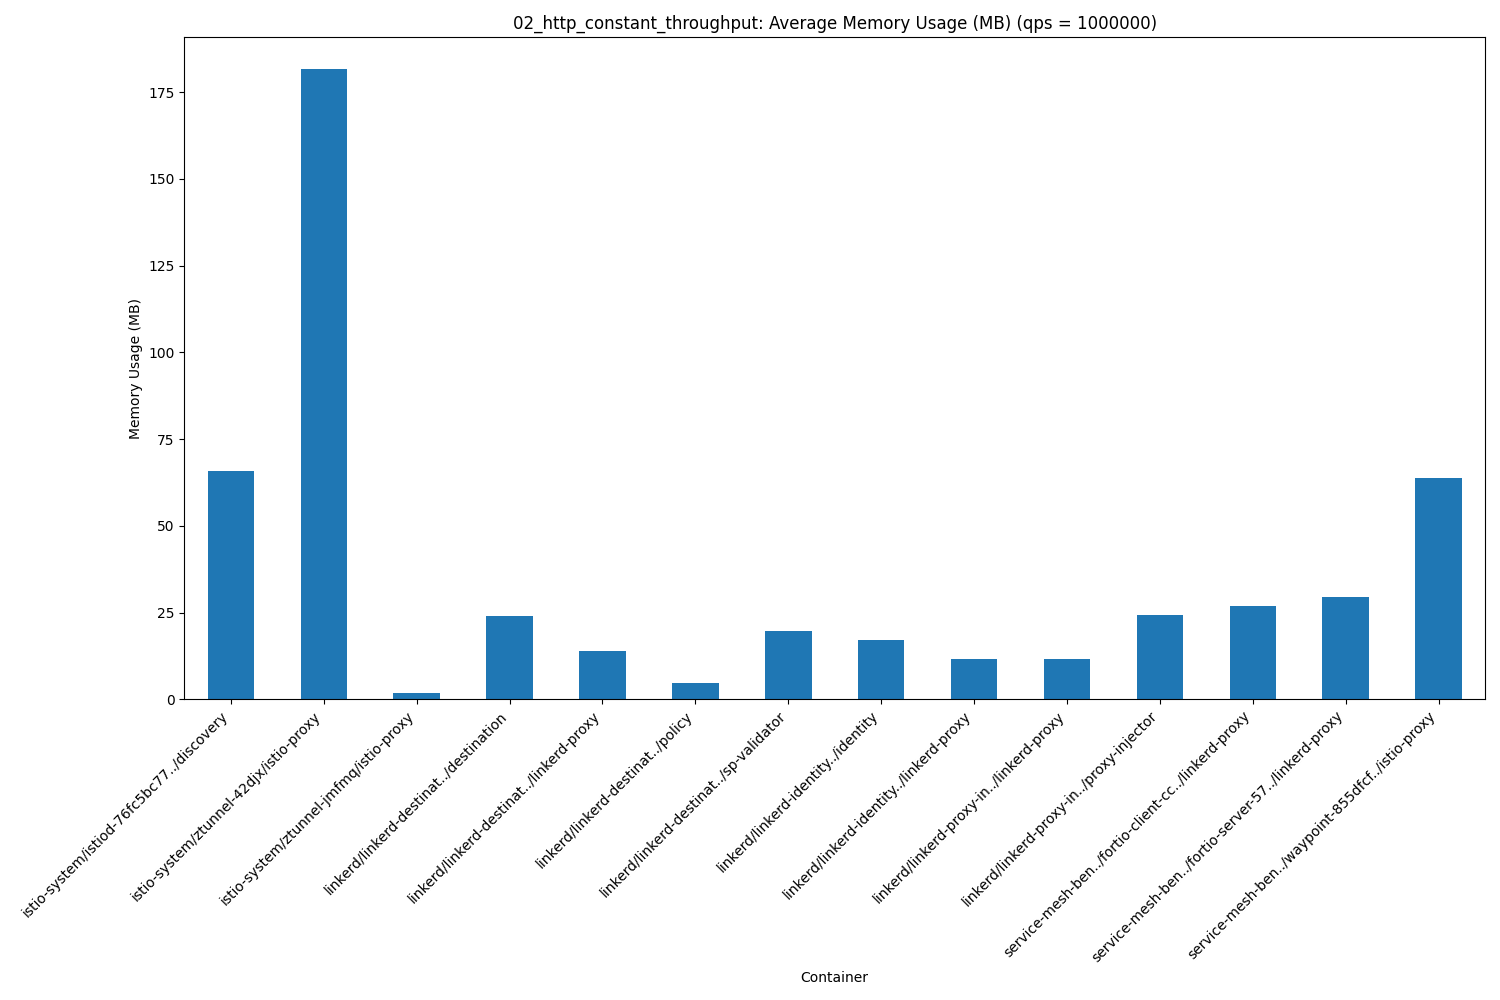 02_http_constant_throughput: Average Memory Usage (MB) (qps = 1000000)
Memory Usage (MB)
175
150
125
100
75
50
25
0
istio-system/istiod-76fc5bc77../discovery
istio-system/ztunnel-42djx/istio-proxy
istio-system/ztunnel-jmfmq/istio-proxy
linkerd/linkerd-destinat../destination
linkerd/linkerd-destinat../linkerd-proxy
linkerd/linkerd-destinat../policy
linkerd/linkerd-destinat../sp-validator
linkerd/linkerd-identity../identity
linkerd/linkerd-identity../linkerd-proxy
linkerd/linkerd-proxy-in../linkerd-proxy
linkerd/linkerd-proxy-in../proxy-injector
service-mesh-ben../fortio-client-cc../linkerd-proxy
service-mesh-ben../fortio-server-57../linkerd-proxy
service-mesh-ben../waypoint-855dfcf../istio-proxy
Container